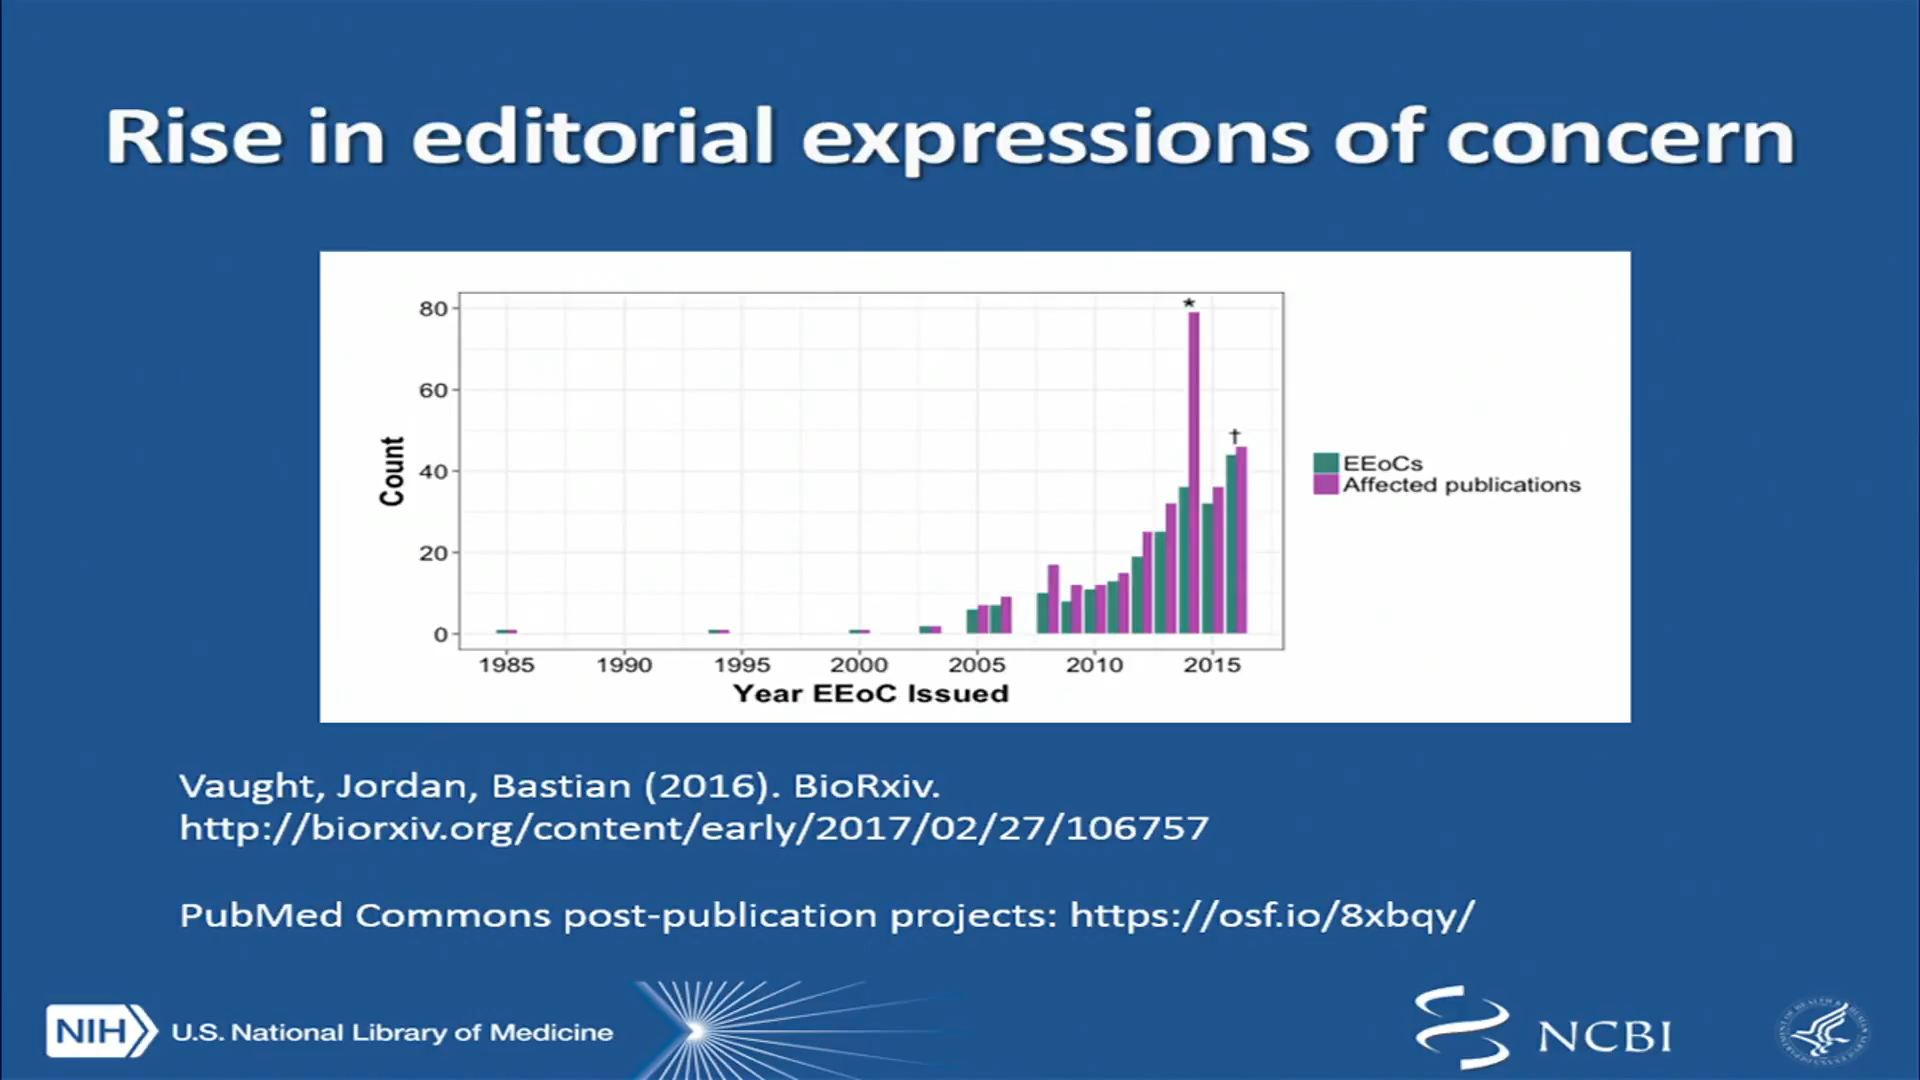 Rise in editorial expressions of concern
80
60
40
20
0
Count
*
†
1985 1990 1995 2000 2005 2010 2015
Year EEoC Issued
EEoCs
Affected publications
Vaught, Jordan, Bastian (2016). BioRxiv.
http://biorxiv.org/content/early/2017/02/27/106757
PubMed Commons post-publication projects: https://osf.io/8xbqy/
NIH U.S. National Library of Medicine
NCBI